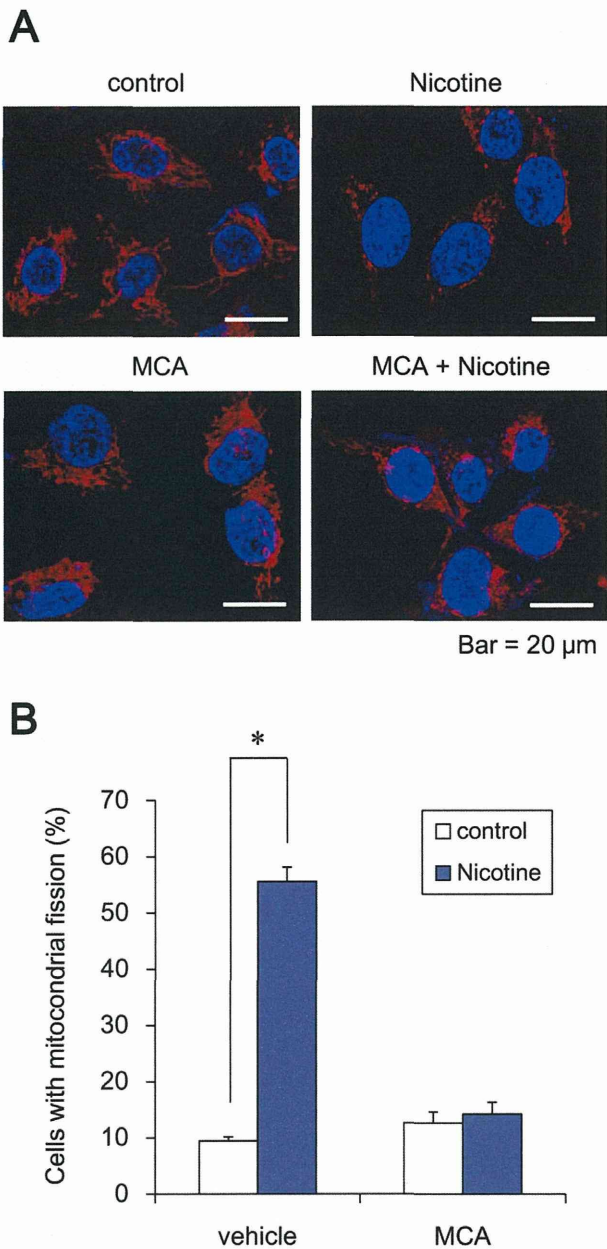 A
control Nicotine
MCA MCA + Nicotine
Bar = 20 µm
B
*
Cells with mitocondrial fission (%)
70
60
50
40
30
20
10
0
control
Nicotine
vehicle MCA